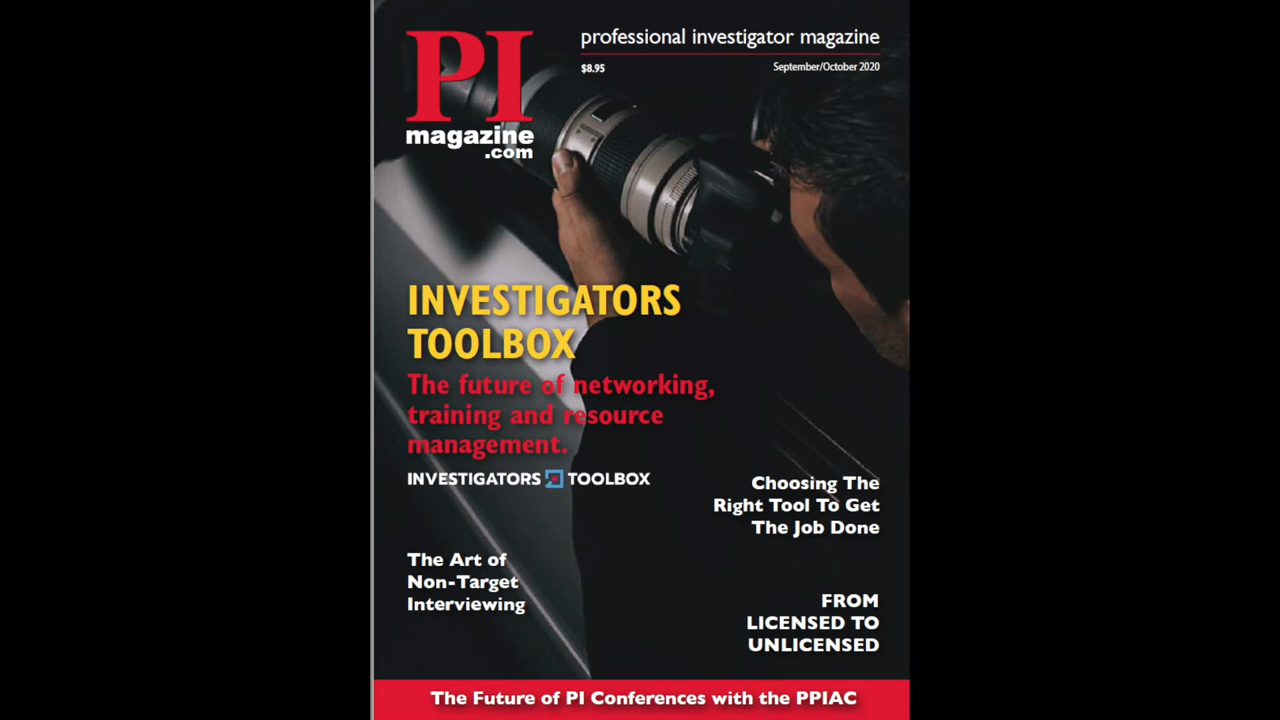 PI
magazine
.com
professional investigator magazine
$8.95
September/October 2020
INVESTIGATORS
TOOLBOX
The future of networking,
training and resource
management.
INVESTIGATORS TOOLBOX
Choosing The
Right Tool To Get
The Job Done
The Art of
Non-Target
Interviewing
FROM
LICENSED TO
UNLICENSED
The Future of PI Conferences with the PPIAC